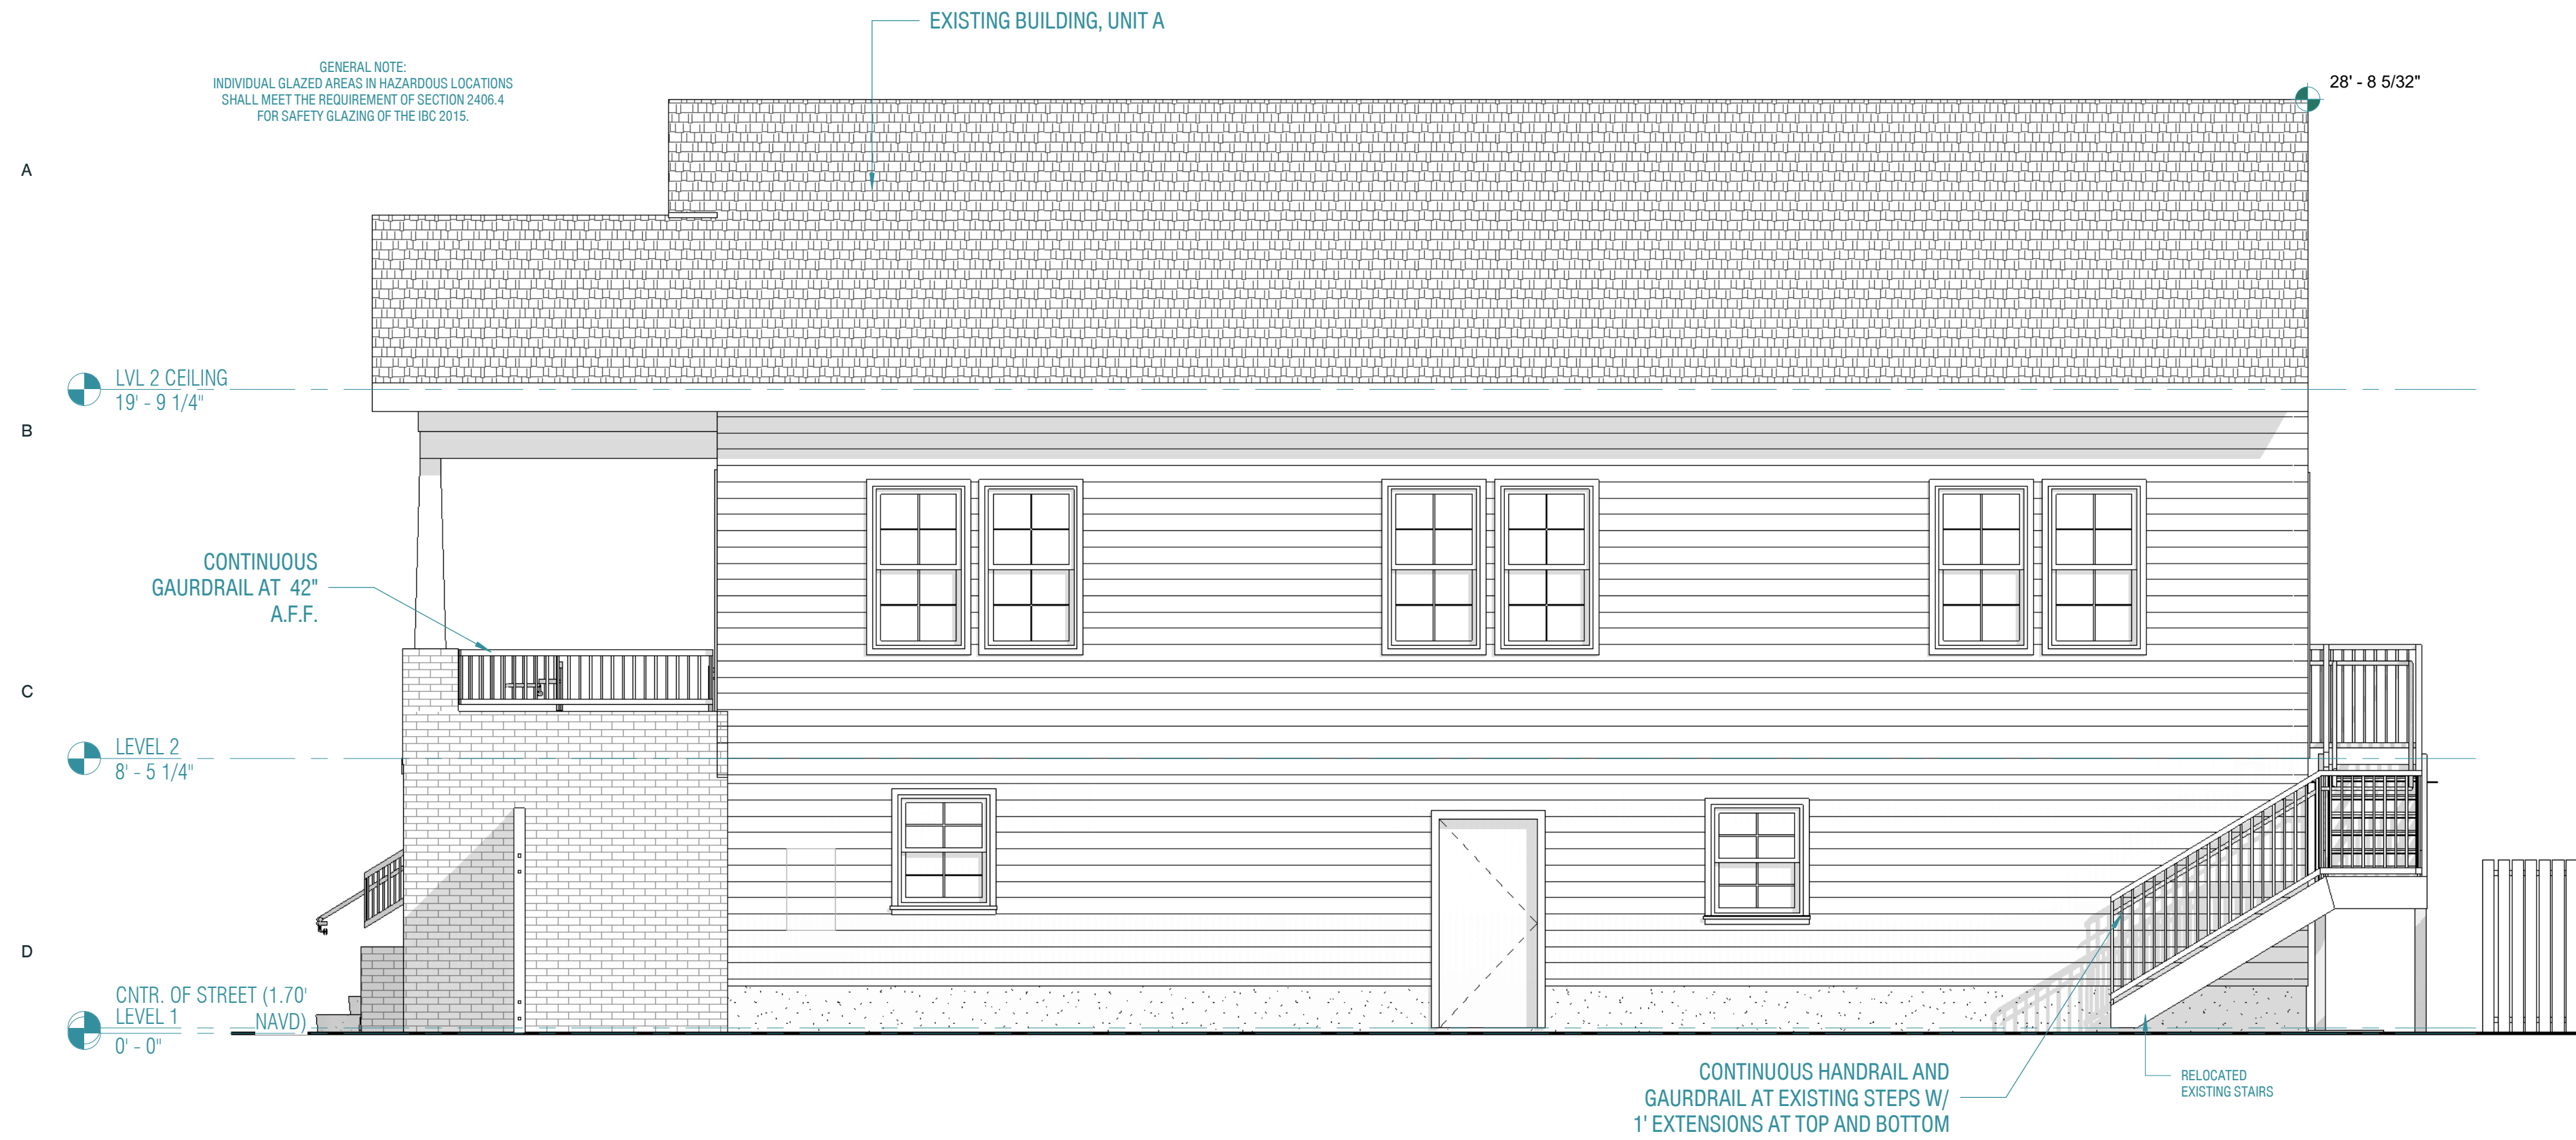 EXISTING BUILDING, UNIT A
GENERAL NOTE:
INDIVIDUAL GLAZED AREAS IN HAZARDOUS LOCATIONS
SHALL MEET THE REQUIREMENT OF SECTION 2406.4
FOR SAFETY GLAZING OF THE IBC 2015.
28' - 8 5/32"
A
LVL 2 CEILING
19' - 9 1/4"
B
CONTINUOUS
GAURDRAIL AT 42"
A.F.F.
C
LEVEL 2
8' - 5 1/4"
D
CNTR. OF STREET (1.70'
NAVD)
LEVEL 1
0' - 0"
CONTINUOUS HANDRAIL AND
GAURDRAIL AT EXISTING STEPS W/
1' EXTENSIONS AT TOP AND BOTTOM
RELOCATED
EXISTING STAIRS